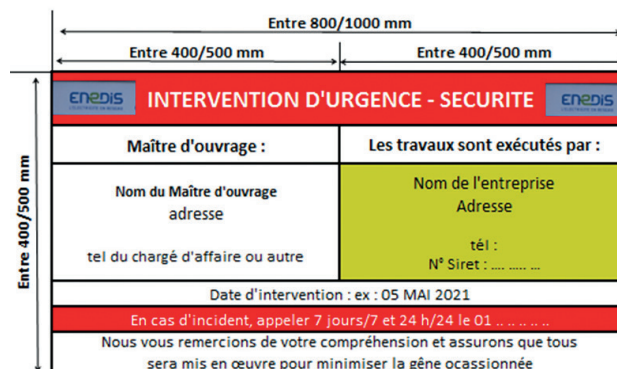 Entre 800/1000 mm
Entre 400/500 mm
Entre 400/500 mm
Entre 400/500 mm
ENEDIS
INTERVENTION D'URGENCE - SECURITE
ENEDIS
Maître d'ouvrage :
Les travaux sont exécutés par :
Nom du Maître d'ouvrage
adresse
tel du chargé d'affaire ou autre
Nom de l'entreprise
Adresse
tél :
N° Siret : .... ..... ...
Date d'intervention : ex : 05 MAI 2021
En cas d'incident, appeler 7 jours/7 et 24 h/24 le 01 .. .. .. .. ..
Nous vous remercions de votre compréhension et assurons que tous
sera mis en œuvre pour minimiser la gêne ocassionnée